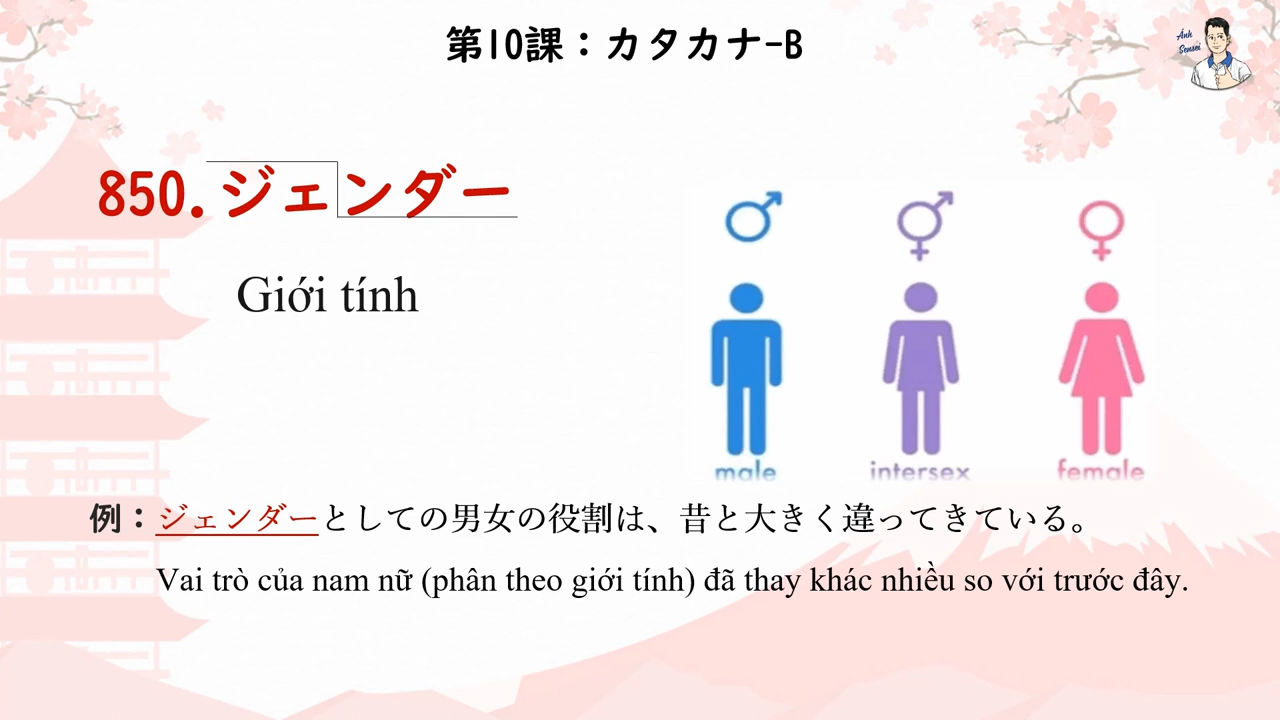 第10課：カタカナ-B
Anh
Sensei
850.ジェンダー
Giới tính
male intersex female
例：ジェンダーとしての男女の役割は、昔と大きく違ってきている。
Vai trò của nam nữ (phân theo giới tính) đã thay khác nhiều so với trước đây.